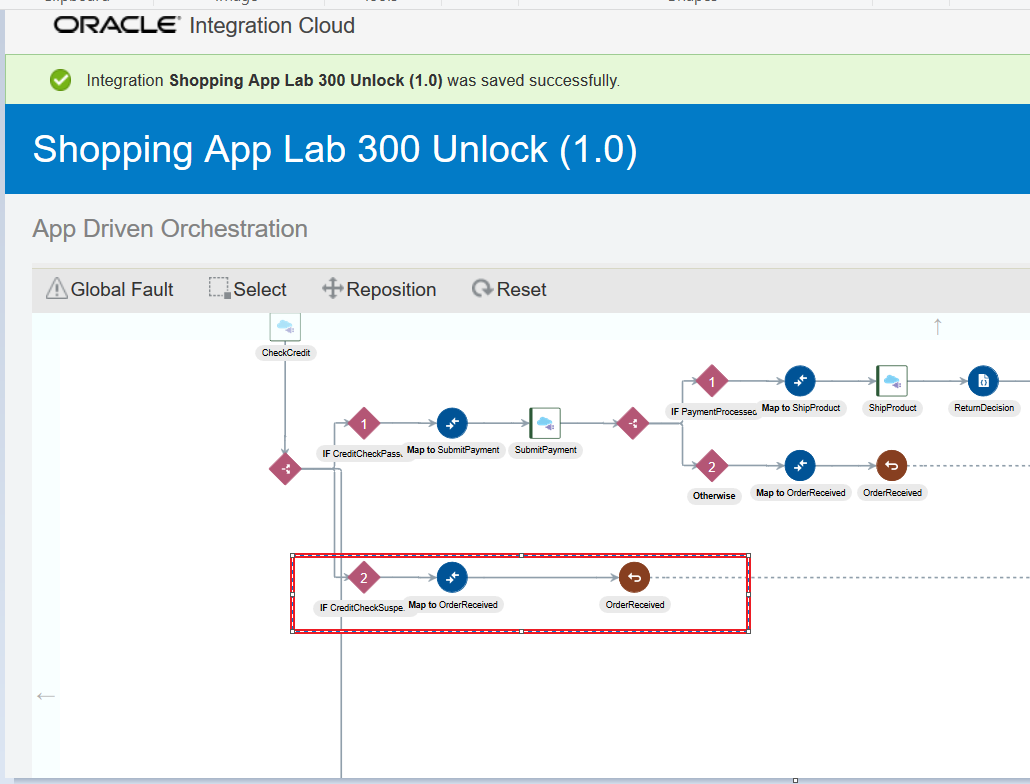 ORACLE Integration Cloud
Integration Shopping App Lab 300 Unlock (1.0) was saved successfully.
Shopping App Lab 300 Unlock (1.0)
App Driven Orchestration
Global Fault Select Reposition Reset
CheckCredit
1
IF PaymentProcessed
Map to ShipProduct
ShipProduct
ReturnDecision
1
IF CreditCheckPass..
Map to SubmitPayment
SubmitPayment
2
Otherwise
Map to OrderReceived
OrderReceived
2
IF CreditCheckSuspe..
Map to OrderReceived
OrderReceived